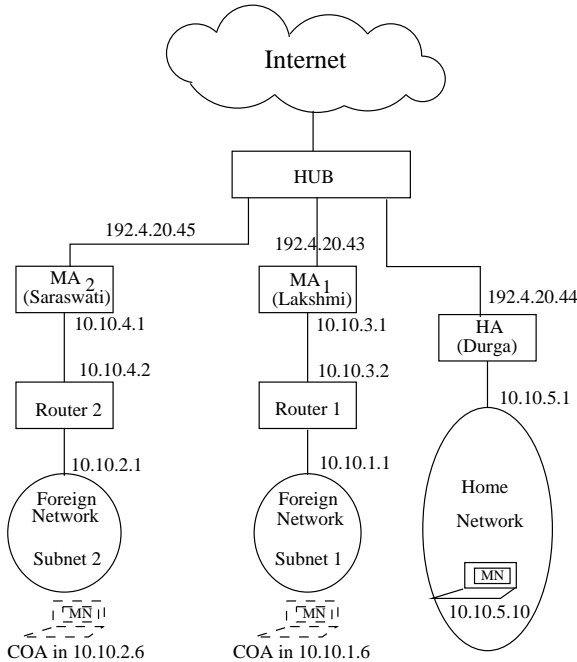 Internet
HUB
192.4.20.45
192.4.20.43
MA 2
(Saraswati)
MA 1
(Lakshmi)
192.4.20.44
HA
(Durga)
10.10.4.1
10.10.3.1
10.10.4.2
10.10.3.2
10.10.5.1
Router 2
Router 1
10.10.2.1
10.10.1.1
Foreign
Network
Subnet 2
Foreign
Network
Subnet 1
Home
Network
MN
10.10.5.10
MN
COA in 10.10.2.6
MN
COA in 10.10.1.6